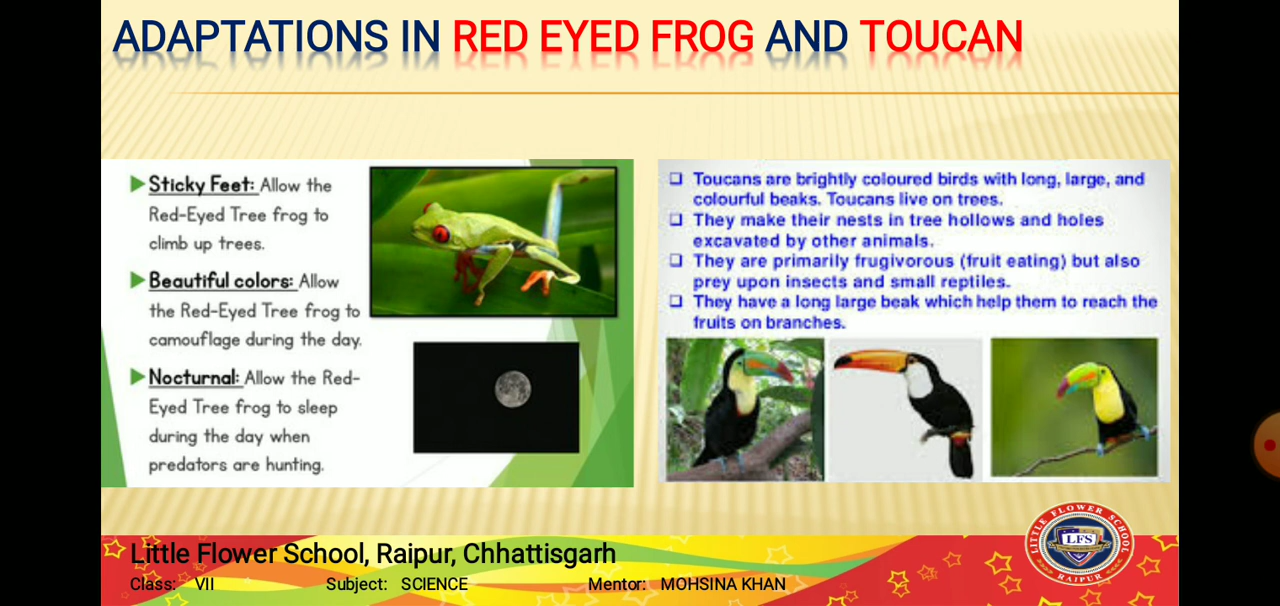 ADAPTATIONS IN RED EYED FROG AND TOUCAN
Sticky Feet: Allow the
Red-Eyed Tree frog to
climb up trees.
Beautiful colors: Allow
the Red-Eyed Tree frog to
camouflage during the day.
Nocturnal: Allow the Red-
Eyed Tree frog to sleep
during the day when
predators are hunting.
Toucans are brightly coloured birds with long, large, and
colourful beaks. Toucans live on trees.
They make their nests in tree hollows and holes
excavated by other animals.
They are primarily frugivorous (fruit eating) but also
prey upon insects and small reptiles.
They have a long large beak which help them to reach the
fruits on branches.
Little Flower School, Raipur, Chhattisgarh
Class: VII Subject: SCIENCE Mentor: MOHSINA KHAN
LITTLE FLOWER SCHOOL
LFS
RAIPUR